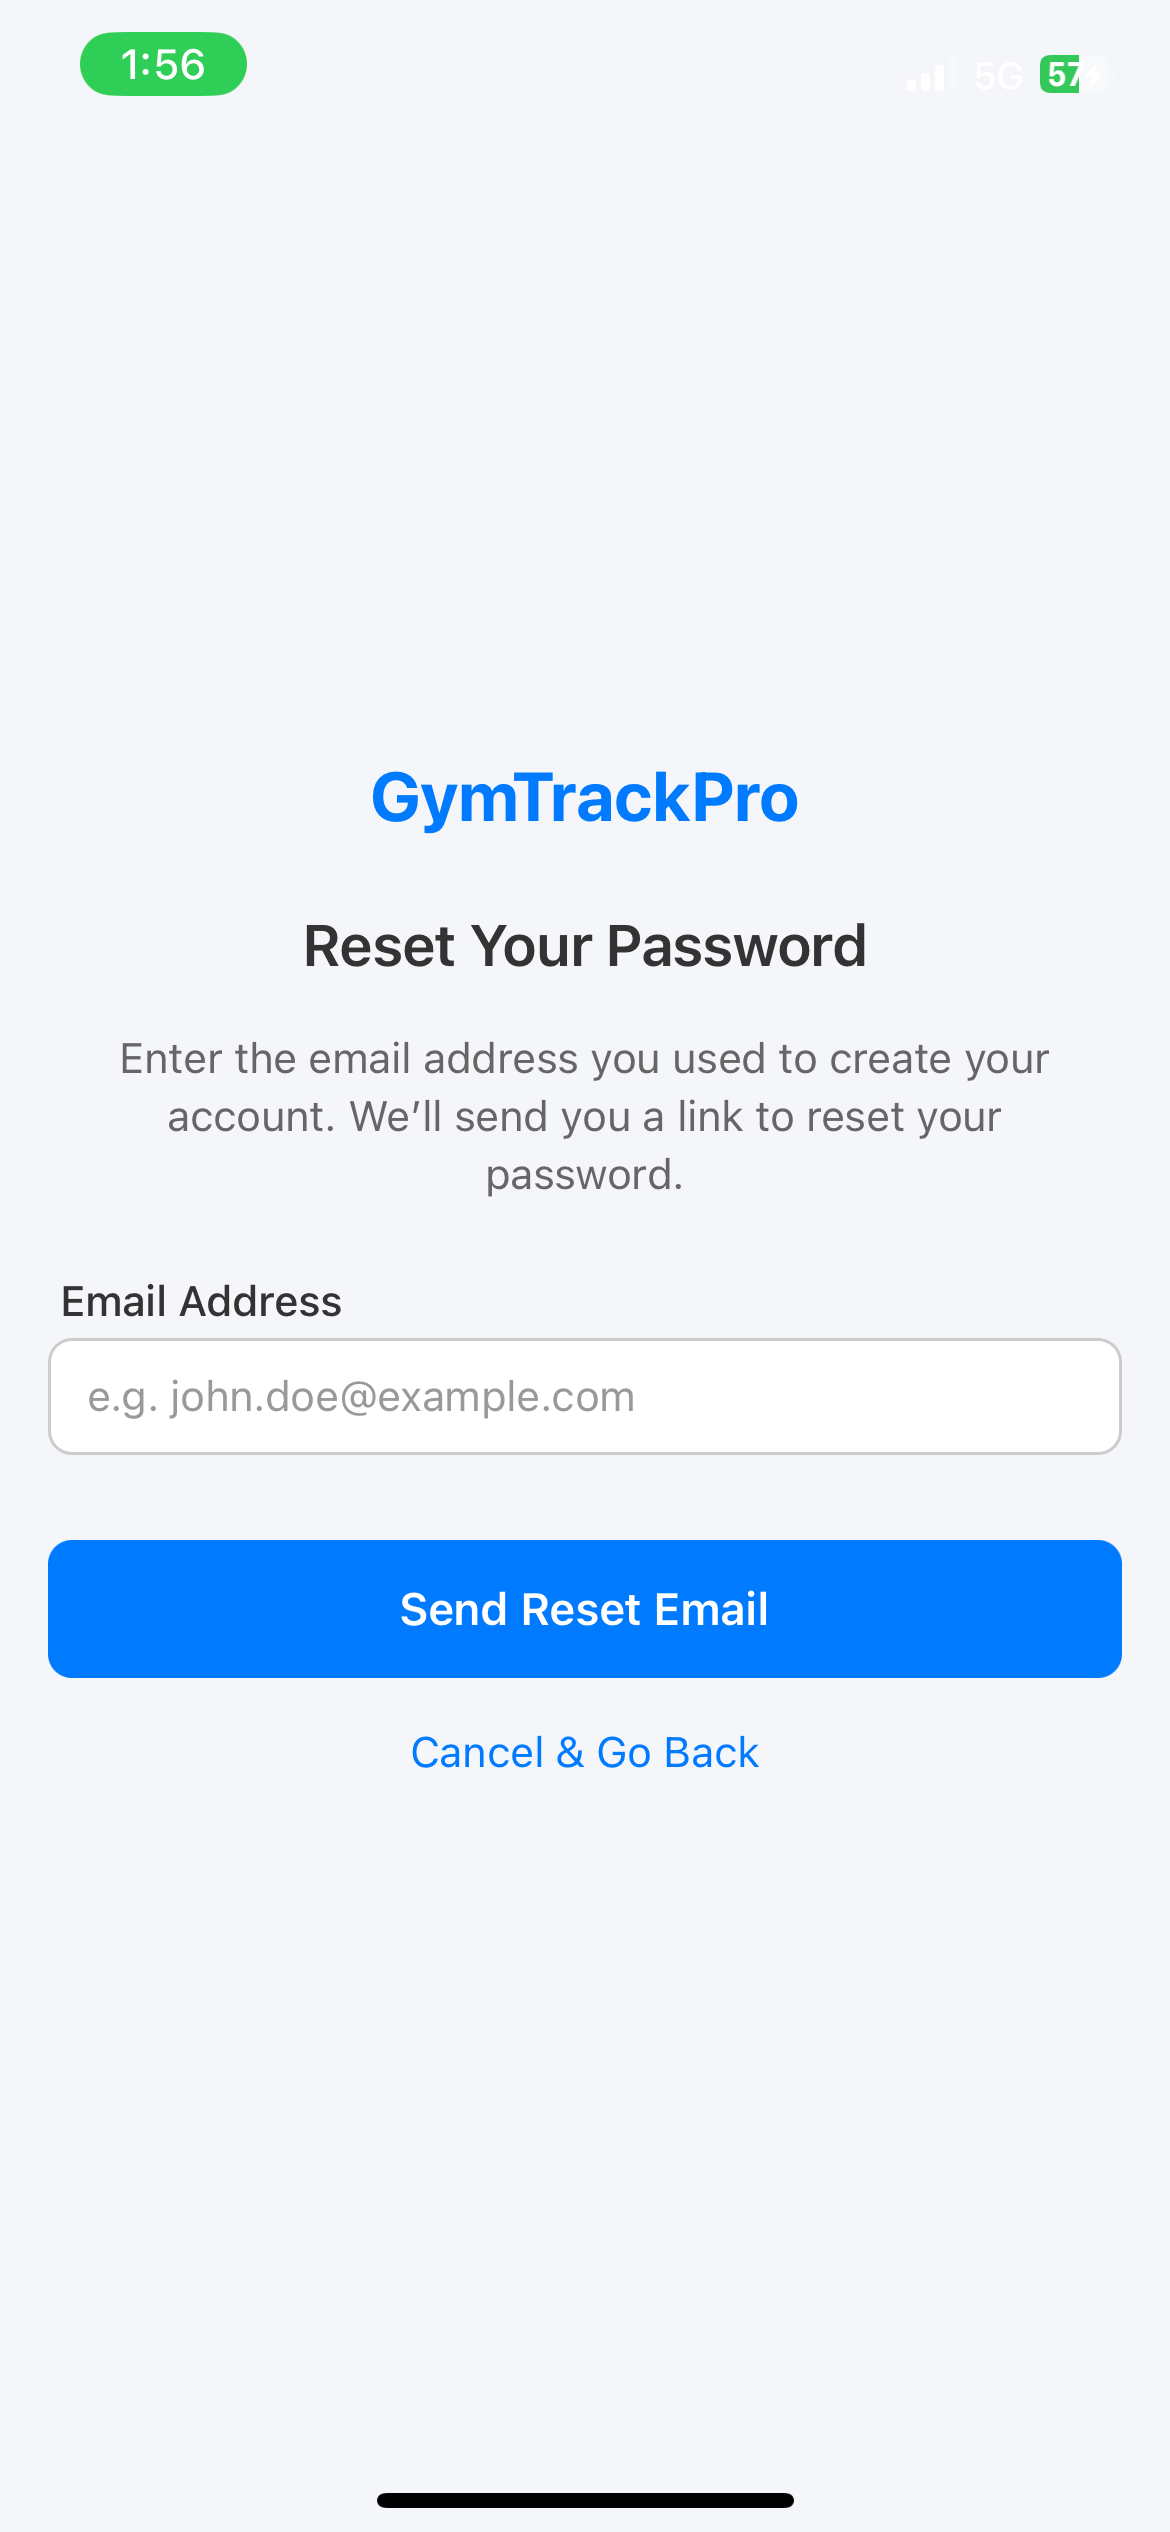 1:56
5G
57
GymTrackPro
Reset Your Password
Enter the email address you used to create your
account. We’ll send you a link to reset your
password.
Email Address
e.g. john.doe@example.com
Send Reset Email
Cancel & Go Back